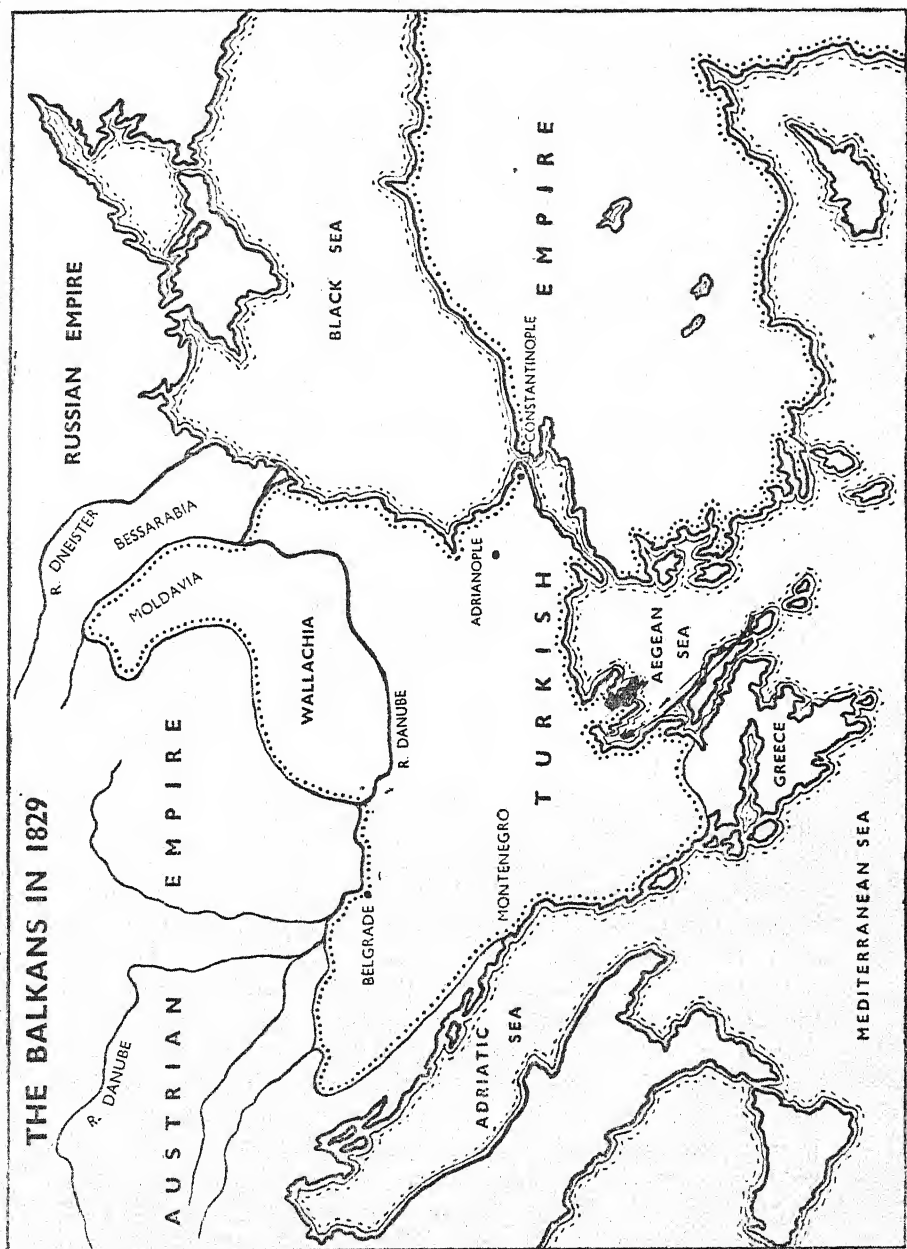 THE BALKANS IN 1829
RUSSIAN EMPIRE
R. DNEISTER
BESSARABIA
MOLDAVIA
R. DANUBE
AUSTRIAN EMPIRE
WALLACHIA
BLACK SEA
R. DANUBE
BELGRADE
ADRIANOPLE
CONSTANTINOPLE
MONTENEGRO
TURKISH EMPIRE
ADRIATIC
SEA
AEGEAN
SEA
GREECE
MEDITERRANEAN SEA